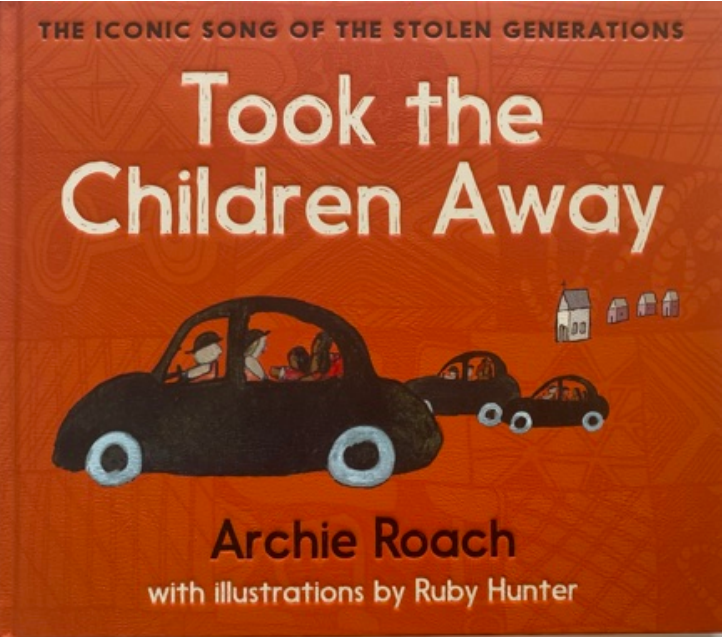 THE ICONIC SONG OF THE STOLEN GENERATIONS
Took the
Children Away
Archie Roach
with illustrations by Ruby Hunter